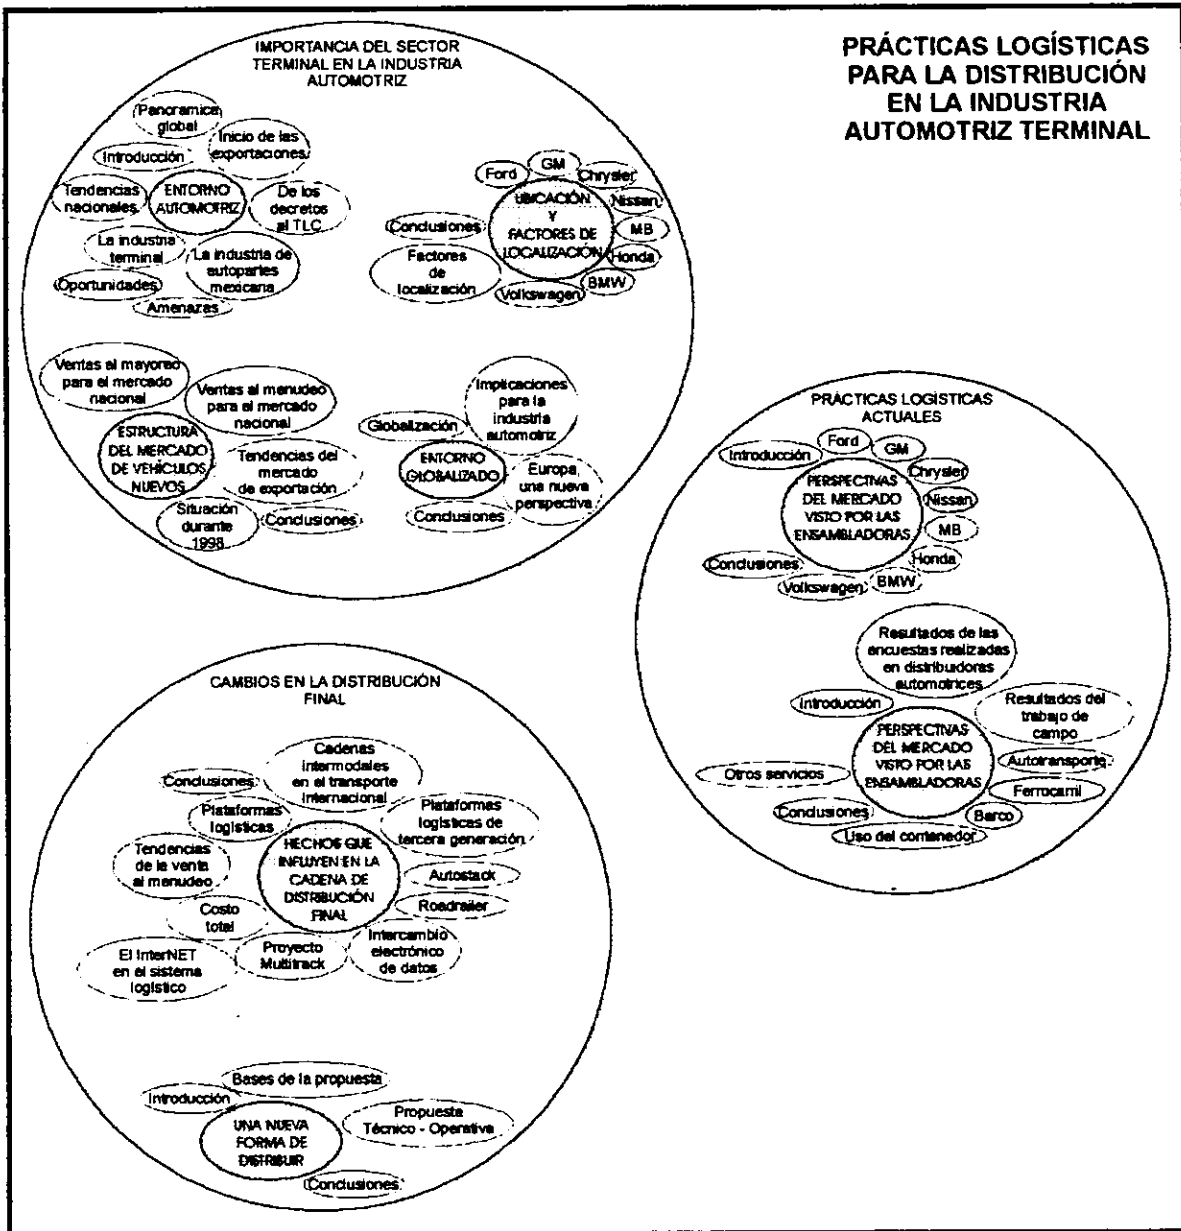 PRÁCTICAS LOGÍSTICAS
PARA LA DISTRIBUCIÓN
EN LA INDUSTRIA
AUTOMOTRIZ TERMINAL
IMPORTANCIA DEL SECTOR
TERMINAL EN LA INDUSTRIA
AUTOMOTRIZ
Panoramica
global
Inicio de las
exportaciones
Introducción
Tendencias
nacionales
ENTORNO
AUTOMOTRIZ
De los
decretos
al TLC
La industria
terminal
La industria de
autopartes
mexicana
Oportunidades
Amenazas
Ford
GM
Chrysler
Nissan
MB
Honda
BMW
Volkswagen
UBICACIÓN
Y
FACTORES DE
LOCALIZACIÓN
Conclusiones
Factores
de
localización
Ventas al mayoreo
para el mercado
nacional
Ventas al menudeo
para el mercado
nacional
ESTRUCTURA
DEL MERCADO
DE VEHÍCULOS
NUEVOS
Tendencias del
mercado
de exportación
Situación
durante
1998
Conclusiones
Implicaciones
para la
industria
automotriz
Globalización
ENTORNO
GLOBALIZADO
Europa,
una nueva
perspectiva
Conclusiones
PRÁCTICAS LOGÍSTICAS
ACTUALES
Introducción
Ford
GM
Chrysler
Nissan
MB
Honda
BMW
Volkswagen
Conclusiones
PERSPECTIVAS
DEL MERCADO
VISTO POR LAS
ENSAMBLADORAS
Resultados de las
encuestas realizadas
en distribuidoras
automotrices
Introducción
Resultados del
trabajo de
campo
PERSPECTIVAS
DEL MERCADO
VISTO POR LAS
ENSAMBLADORAS
Autotransporte
Otros servicios
Ferrocarril
Conclusiones
Barco
Uso del contenedor
CAMBIOS EN LA DISTRIBUCIÓN
FINAL
Cadenas
intermodales
en el transporte
internacional
Conclusiones
Plataformas
logísticas
Plataformas
logísticas de
tercera generación
HECHOS QUE
INFLUYEN EN LA
CADENA DE
DISTRIBUCIÓN
FINAL
Tendencias
de la venta
al menudeo
Autostack
Roadrailer
Costo
total
Intercambio
electrónico
de datos
Proyecto
Multitrack
El InterNET
en el sistema
logístico
Bases de la propuesta
Introducción
UNA NUEVA
FORMA DE
DISTRIBUIR
Propuesta
Técnico - Operativa
Conclusiones